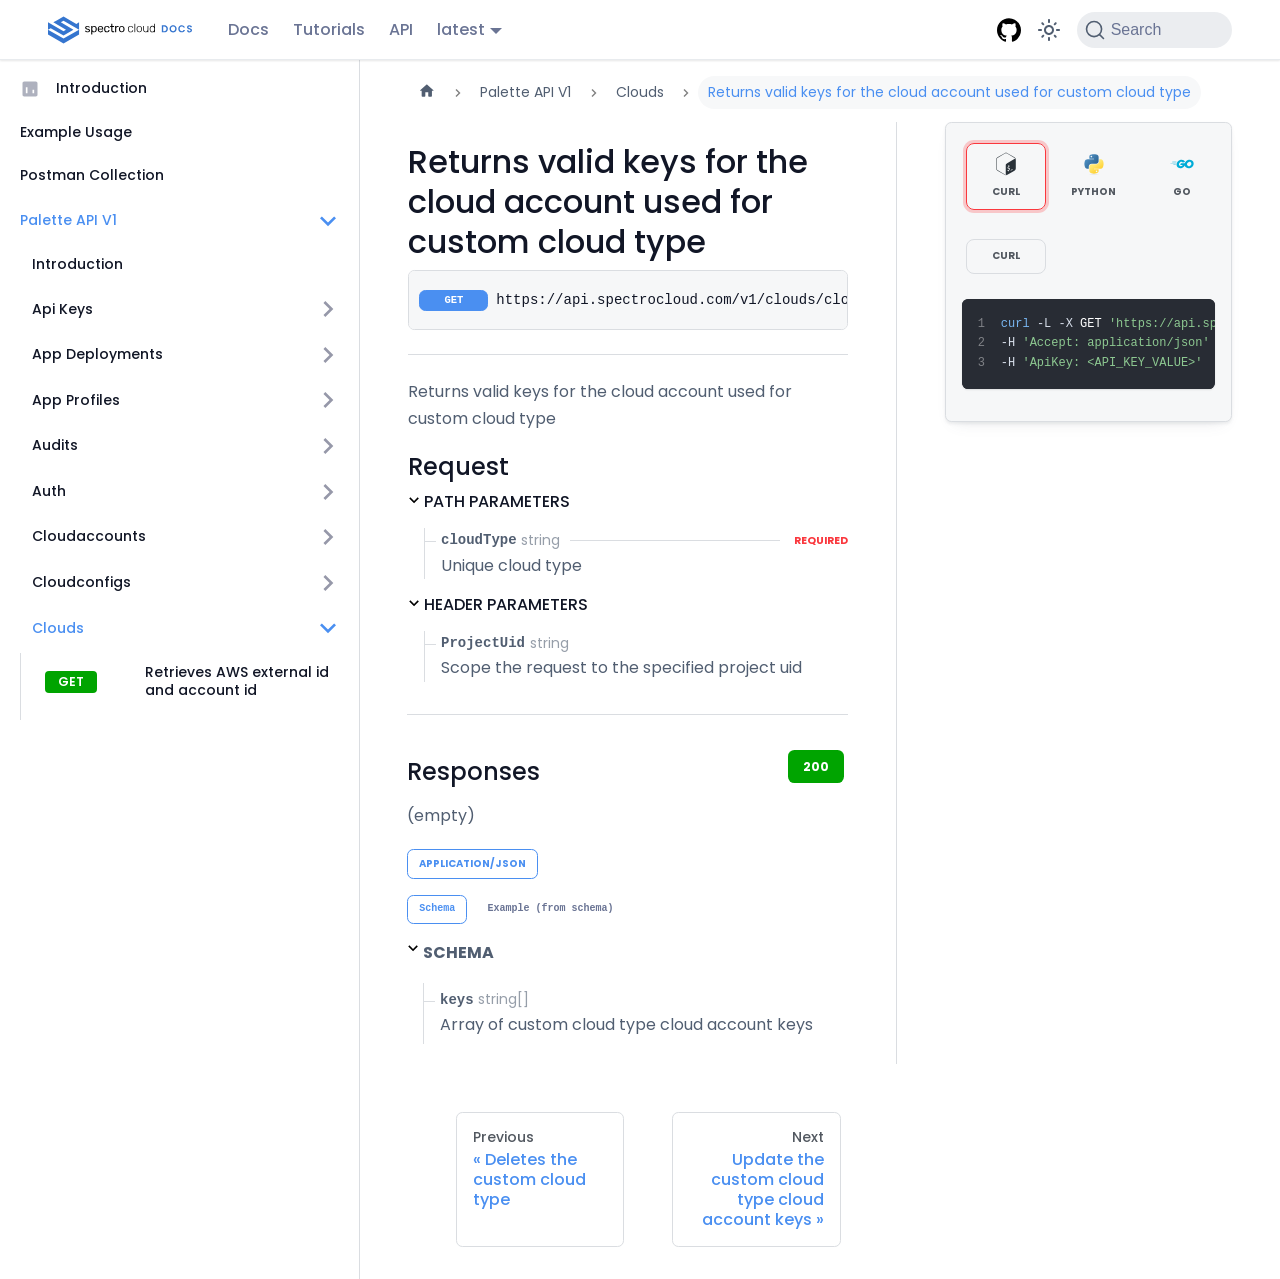 spectro cloud DOCS Docs Tutorials API latest Search
Introduction
Example Usage
Postman Collection
Palette API V1
Introduction
Api Keys
App Deployments
App Profiles
Audits
Auth
Cloudaccounts
Cloudconfigs
Clouds
GET Retrieves AWS external id
and account id
Palette API V1 Clouds Returns valid keys for the cloud account used for custom cloud type
Returns valid keys for the
cloud account used for
custom cloud type
GET https://api.spectrocloud.com/v1/clouds/clo
Returns valid keys for the cloud account used for
custom cloud type
Request
PATH PARAMETERS
cloudType string REQUIRED
Unique cloud type
HEADER PARAMETERS
ProjectUid string
Scope the request to the specified project uid
Responses 200
(empty)
APPLICATION/JSON
Schema Example (from schema)
SCHEMA
keys string[]
Array of custom cloud type cloud account keys
CURL PYTHON GO
CURL
1 curl -L -X GET 'https://api.sp
2 -H 'Accept: application/json'
3 -H 'ApiKey: <API_KEY_VALUE>'
Previous
« Deletes the
custom cloud
type
Next
Update the
custom cloud
type cloud
account keys »